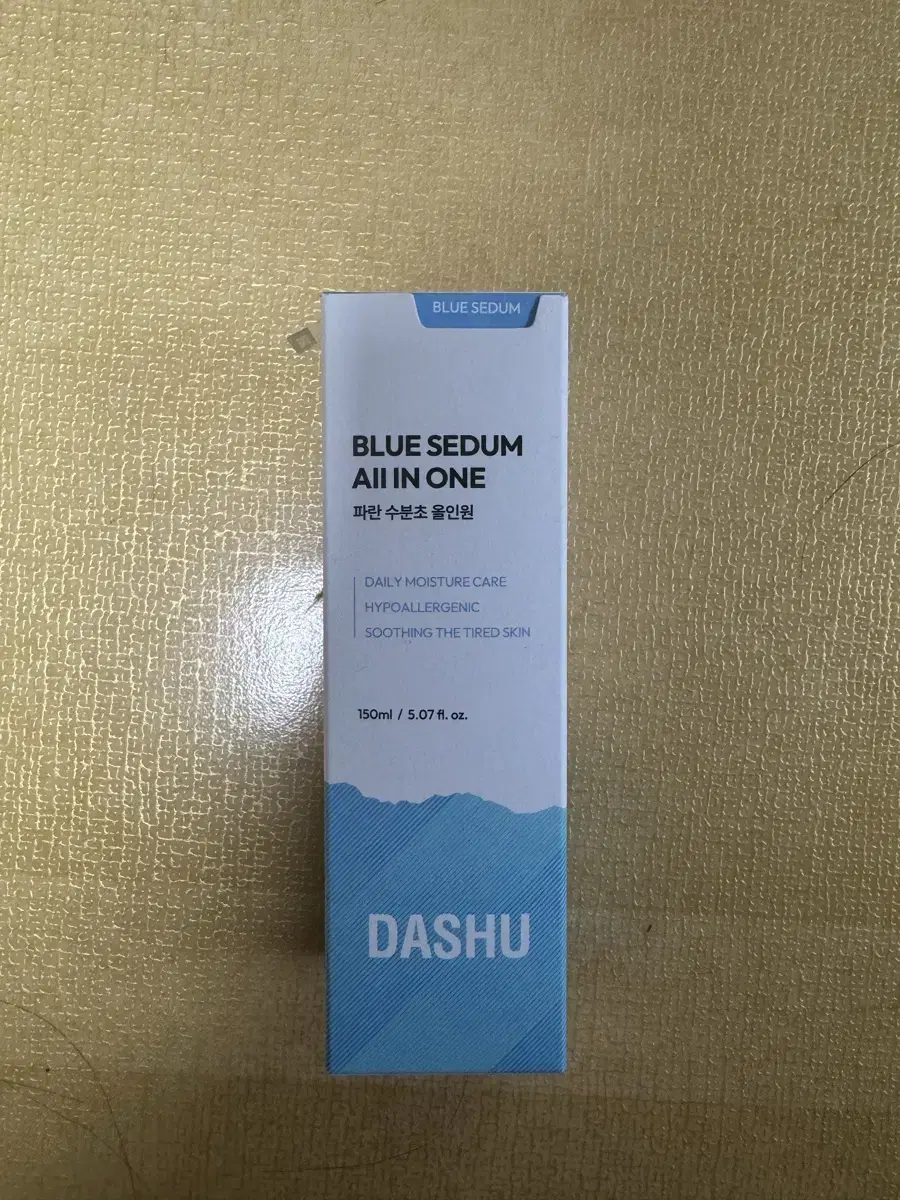 BLUE SEDUM
BLUE SEDUM
All IN ONE
파란 수분초 올인원
DAILY MOISTURE CARE
HYPOALLERGENIC
SOOTHING THE TIRED SKIN
150ml / 5.07 fl. oz.
DASHU